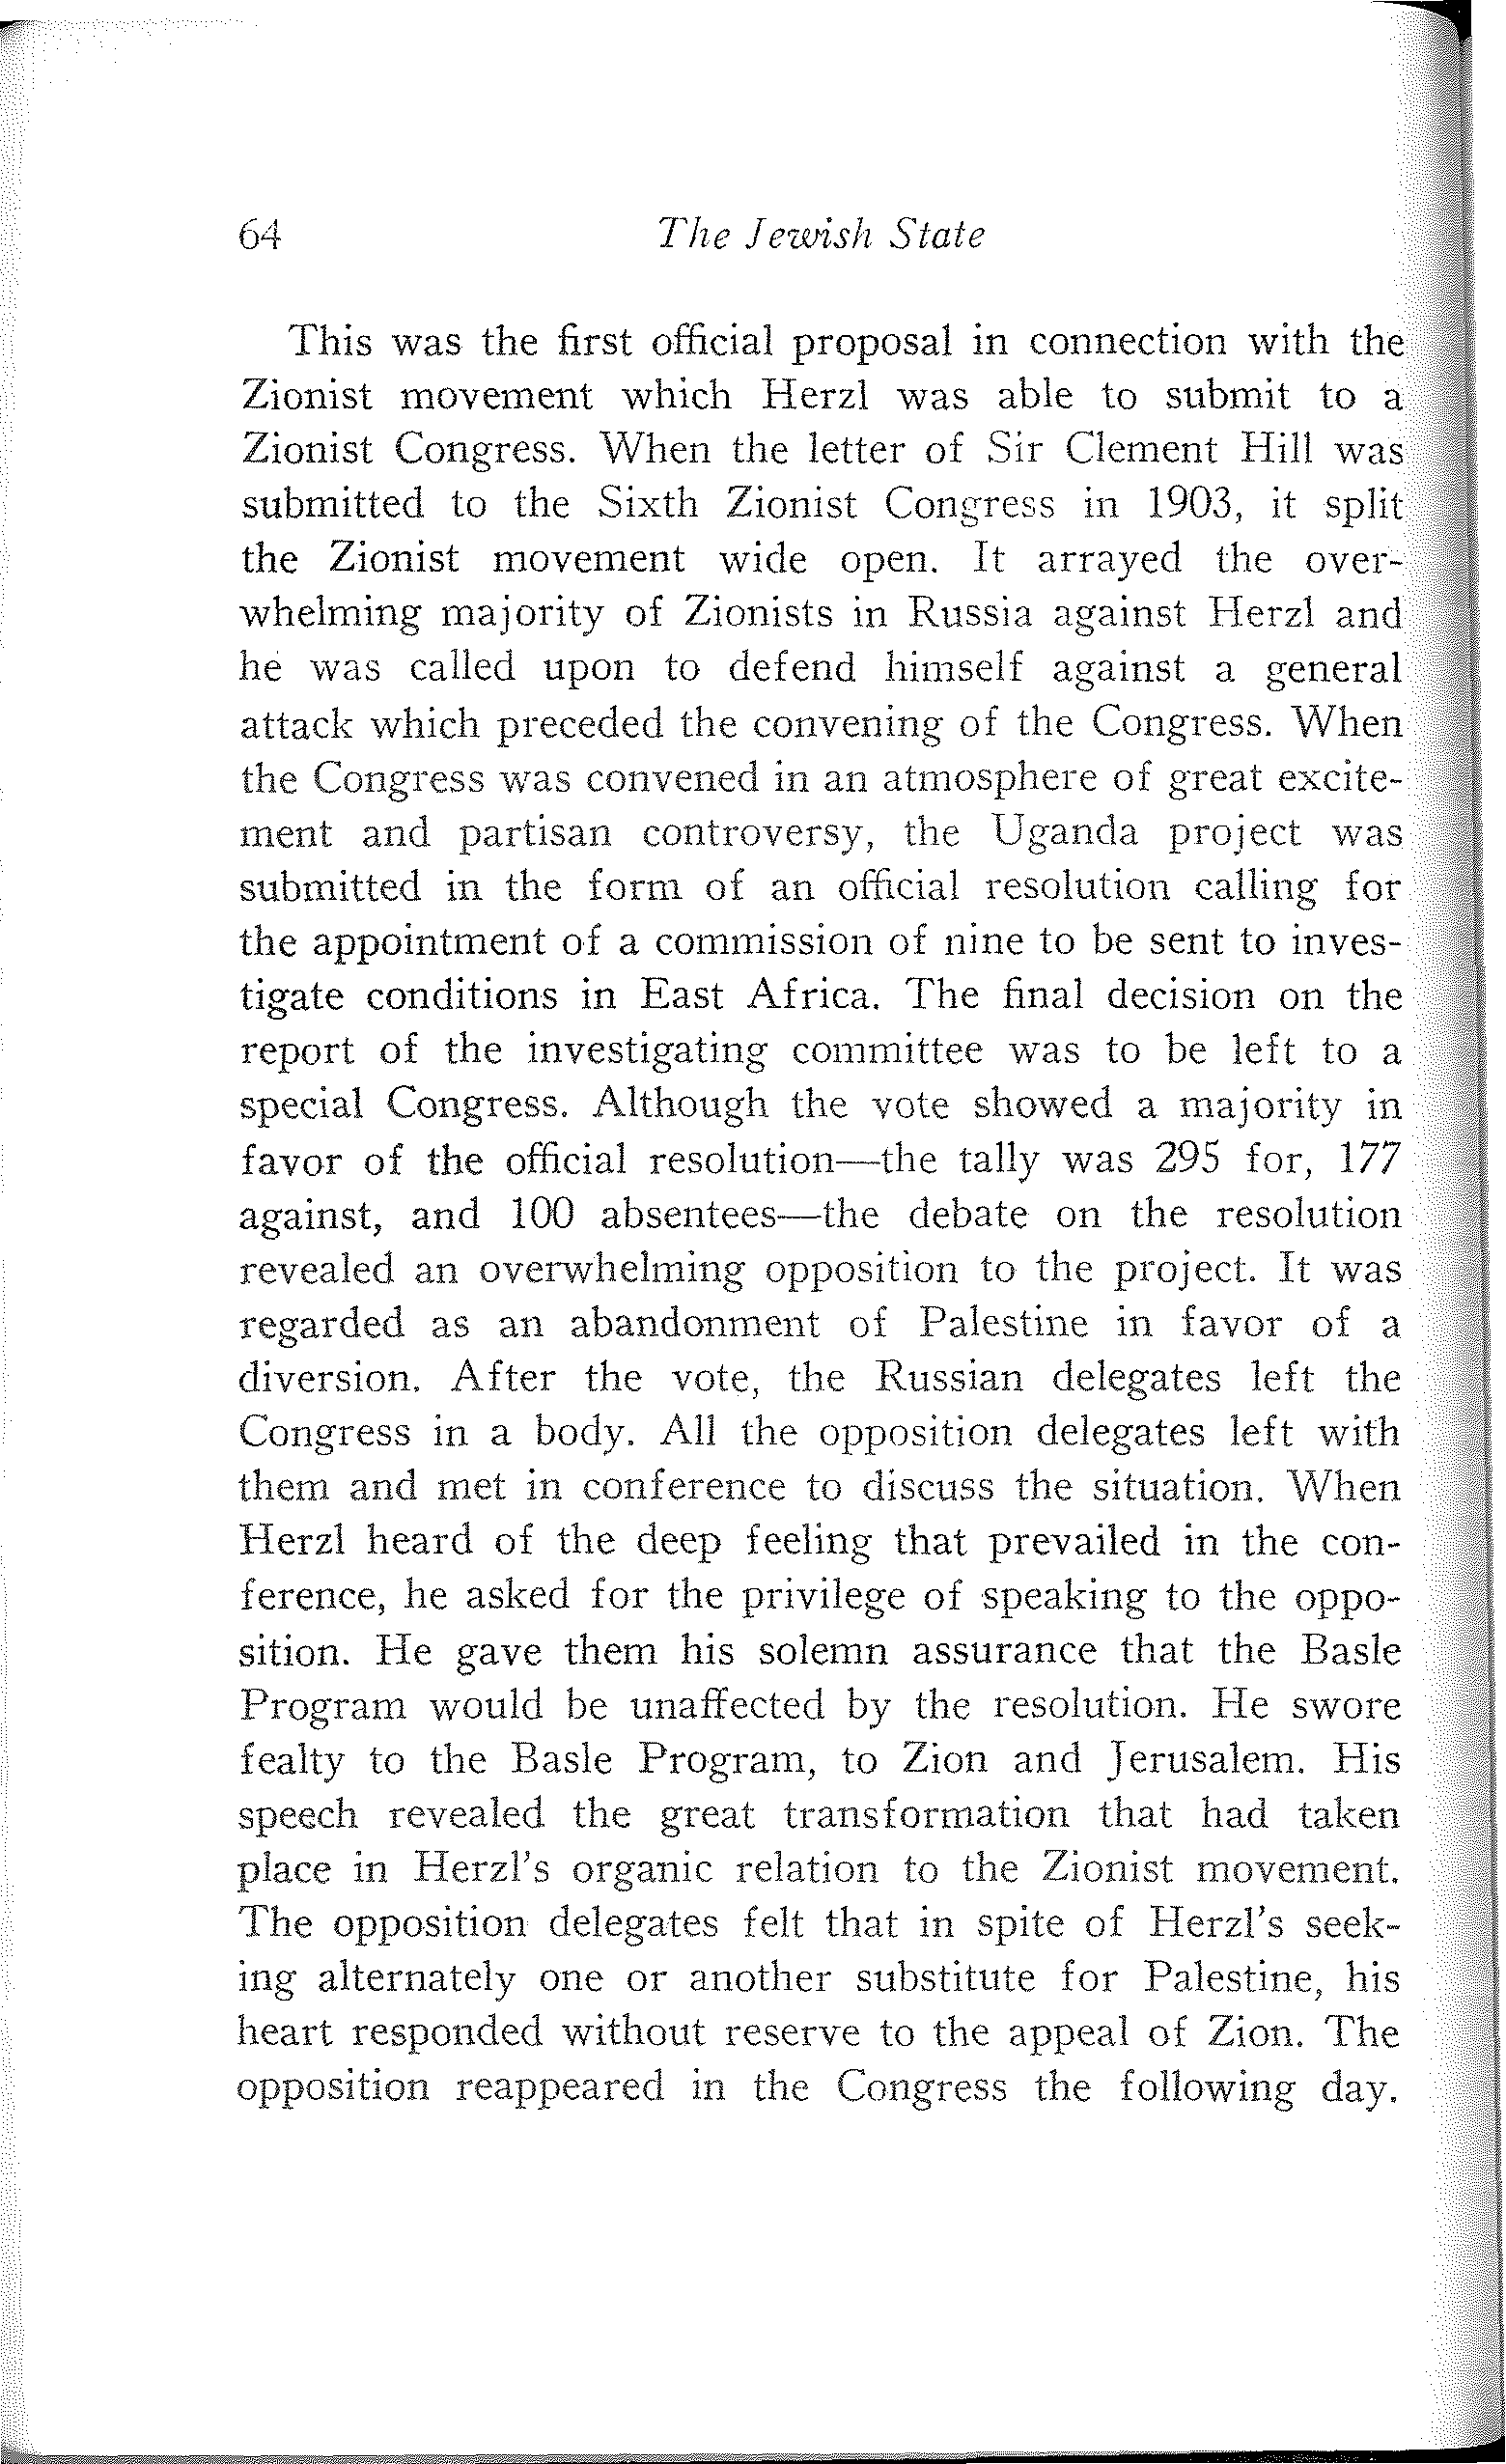 64 The Jewish State
This was the first official proposal in connection with the
Zionist movement which Herzl was able to submit to a
Zionist Congress. When the letter of Sir Clement Hill was
submitted to the Sixth Zionist Congress in 1903, it split
the Zionist movement wide open. It arrayed the over-
whelming majority of Zionists in Russia against Herzl and
he was called upon to defend himself against a general
attack which preceded the convening of the Congress. When
the Congress was convened in an atmosphere of great excite-
ment and partisan controversy, the Uganda project was
submitted in the form of an official resolution calling for
the appointment of a commission of nine to be sent to inves-
tigate conditions in East Africa. The final decision on the
report of the investigating committee was to be left to a
special Congress. Although the vote showed a majority in
favor of the official resolution—the tally was 295 for, 177
against, and 100 absentees—the debate on the resolution
revealed an overwhelming opposition to the project. It was
regarded as an abandonment of Palestine in favor of a
diversion. After the vote, the Russian delegates left the
Congress in a body. All the opposition delegates left with
them and met in conference to discuss the situation. When
Herzl heard of the deep feeling that prevailed in the con-
ference, he asked for the privilege of speaking to the oppo-
sition. He gave them his solemn assurance that the Basle
Program would be unaffected by the resolution. He swore
fealty to the Basle Program, to Zion and Jerusalem. His
speech revealed the great transformation that had taken
place in Herzl's organic relation to the Zionist movement.
The opposition delegates felt that in spite of Herzl's seek-
ing alternately one or another substitute for Palestine, his
heart responded without reserve to the appeal of Zion. The
opposition reappeared in the Congress the following day.